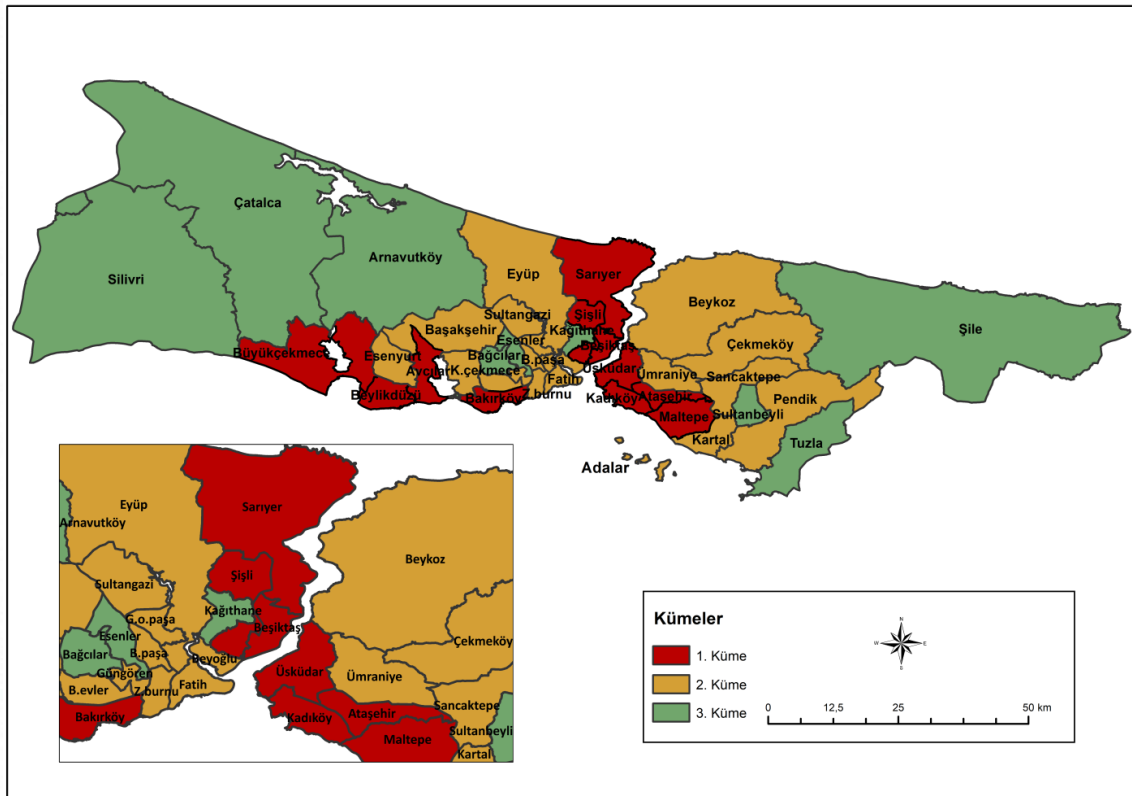 Çatalca
Silivri
Arnavutköy
Eyüp
Sarıyer
Beykoz
Şile
Sultangazi
Şişli
Başakşehir
Kağıthane
Esenler
Beşiktaş
Çekmeköy
Büyükçekmece
Esenyurt
Bağcılar
B.paşa
Avcılar
K.çekmece
Üsküdar
Ümraniye
Sancaktepe
Fatih
Beylikdüzü
Bakırköy
Z.burnu
Kadıköy
Ataşehir
Pendik
Maltepe
Sultanbeyli
Kartal
Tuzla
Adalar
Eyüp
Sarıyer
Arnavutköy
Beykoz
Şişli
Sultangazi
Kağıthane
G.o.paşa
Beşiktaş
Esenler
Çekmeköy
Bağcılar
B.paşa
Beyoğlu
Üsküdar
Ümraniye
Güngören
B.evler
Z.burnu
Fatih
Sancaktepe
Bakırköy
Kadıköy
Ataşehir
Sultanbeyli
Maltepe
Kartal
Kümeler
1. Küme
2. Küme
3. Küme
N
W E
S
0 25 50 km